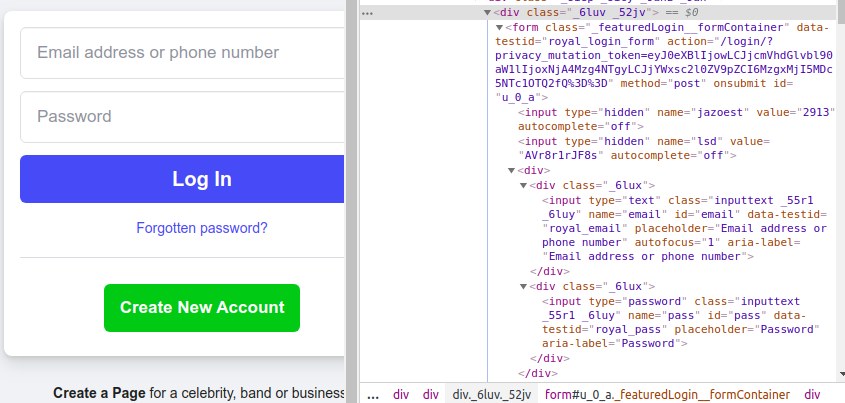 Email address or phone number
Password
Log In
Forgotten password?
Create New Account
Create a Page for a celebrity, band or business
<div class="_6luv _52jv"> == $0
<form class="_featuredLogin__formContainer" data-
testid="royal_login_form" action="/login/?
privacy_mutation_token=eyJ0eXBlIjowLCJjcmVhdGlvbl90
aW1lIjoxNjA4Mzg4NTgyLCJjYWxsc2l0ZV9pZCI6MzgxMjI5MDc
5NTc1OTQ2fQ%3D%3D" method="post" onsubmit id=
"u_0_a">
<input type="hidden" name="jazoest" value="2913"
autocomplete="off">
<input type="hidden" name="lsd" value=
"AVr8r1rJF8s" autocomplete="off">
<div>
<div class="_6lux">
<input type="text" class="inputtext _55r1
_6luy" name="email" id="email" data-testid=
"royal_email" placeholder="Email address or
phone number" autofocus="1" aria-label=
"Email address or phone number">
</div>
<div class="_6lux">
<input type="password" class="inputtext
_55r1 _6luy" name="pass" id="pass" data-
testid="royal_pass" placeholder="Password"
aria-label="Password">
</div>
</div>
... div div div._6luv._52jv form#u_0_a._featuredLogin__formContainer div